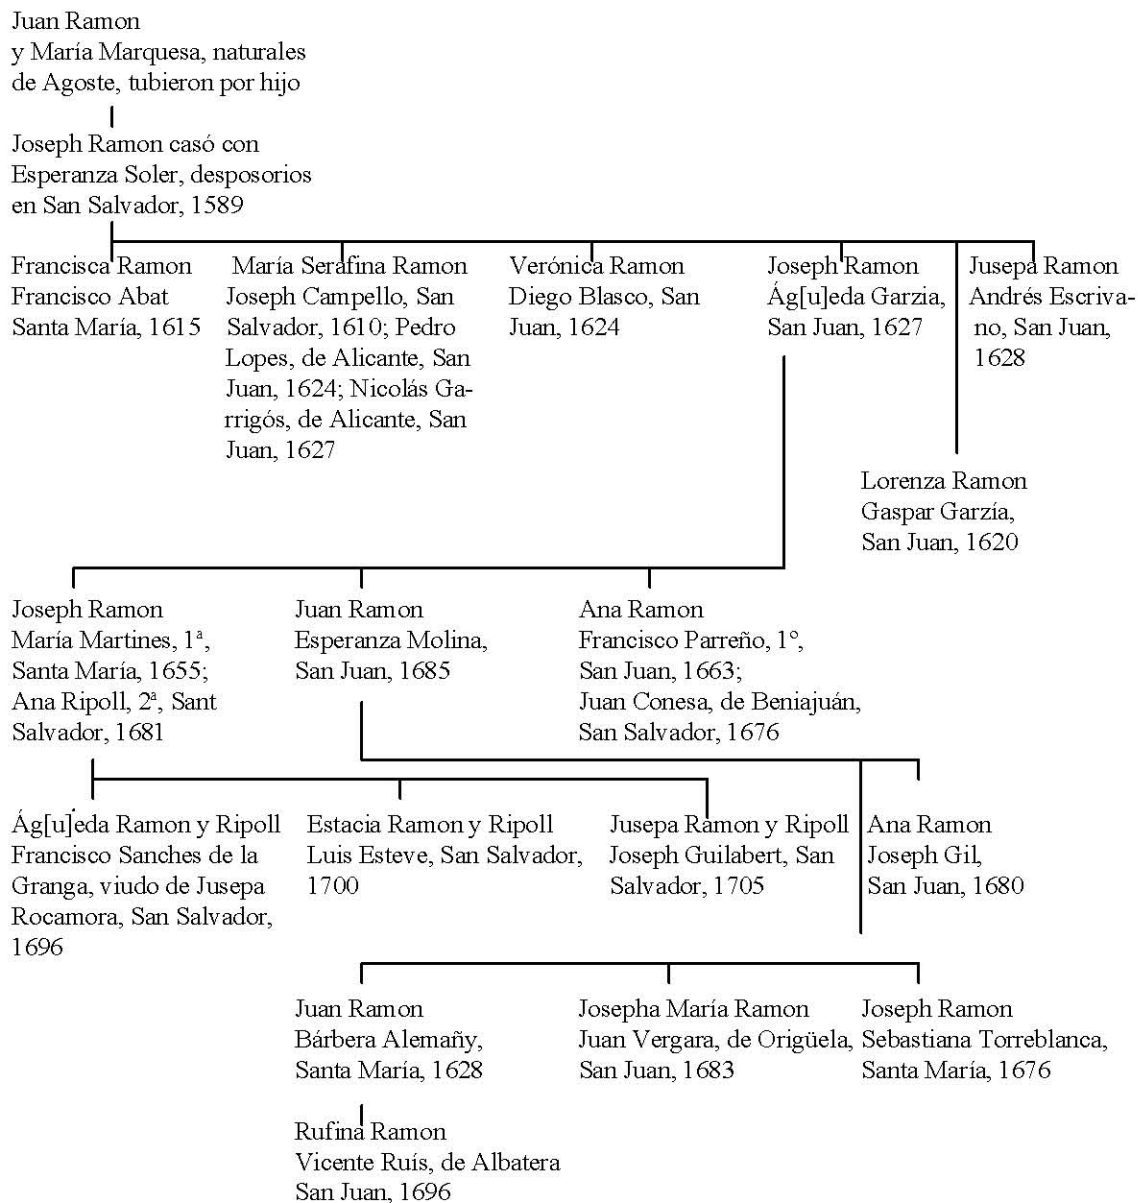 Juan Ramon
y María Marquesa, naturales
de Agoste, tubieron por hijo
Joseph Ramon casó con
Esperanza Soler, desposorios
en San Salvador, 1589
Francisca Ramon
Francisco Abat
Santa María, 1615
María Serafina Ramon
Joseph Campello, San
Salvador, 1610; Pedro
Lopes, de Alicante, San
Juan, 1624; Nicolás Ga-
rrigós, de Alicante, San
Juan, 1627
Verónica Ramon
Diego Blasco, San
Juan, 1624
Joseph Ramon
Ág[u]eda Garzia,
San Juan, 1627
Jusepa Ramon
Andrés Escriva-
no, San Juan,
1628
Lorenza Ramon
Gaspar Garzía,
San Juan, 1620
Joseph Ramon
María Martines, 1ª,
Santa María, 1655;
Ana Ripoll, 2ª, Sant
Salvador, 1681
Juan Ramon
Esperanza Molina,
San Juan, 1685
Ana Ramon
Francisco Parreño, 1°,
San Juan, 1663;
Juan Conesa, de Beniajuán,
San Salvador, 1676
Ág[u]eda Ramon y Ripoll
Francisco Sanches de la
Granga, viudo de Jusepa
Rocamora, San Salvador,
1696
Estacia Ramon y Ripoll
Luis Esteve, San Salvador,
1700
Jusepa Ramon y Ripoll
Joseph Guilabert, San
Salvador, 1705
Ana Ramon
Joseph Gil,
San Juan, 1680
Juan Ramon
Bárbera Alemañy,
Santa María, 1628
Josepha María Ramon
Juan Vergara, de Origüela,
San Juan, 1683
Joseph Ramon
Sebastiana Torreblanca,
Santa María, 1676
Rufina Ramon
Vicente Ruís, de Albatera
San Juan, 1696